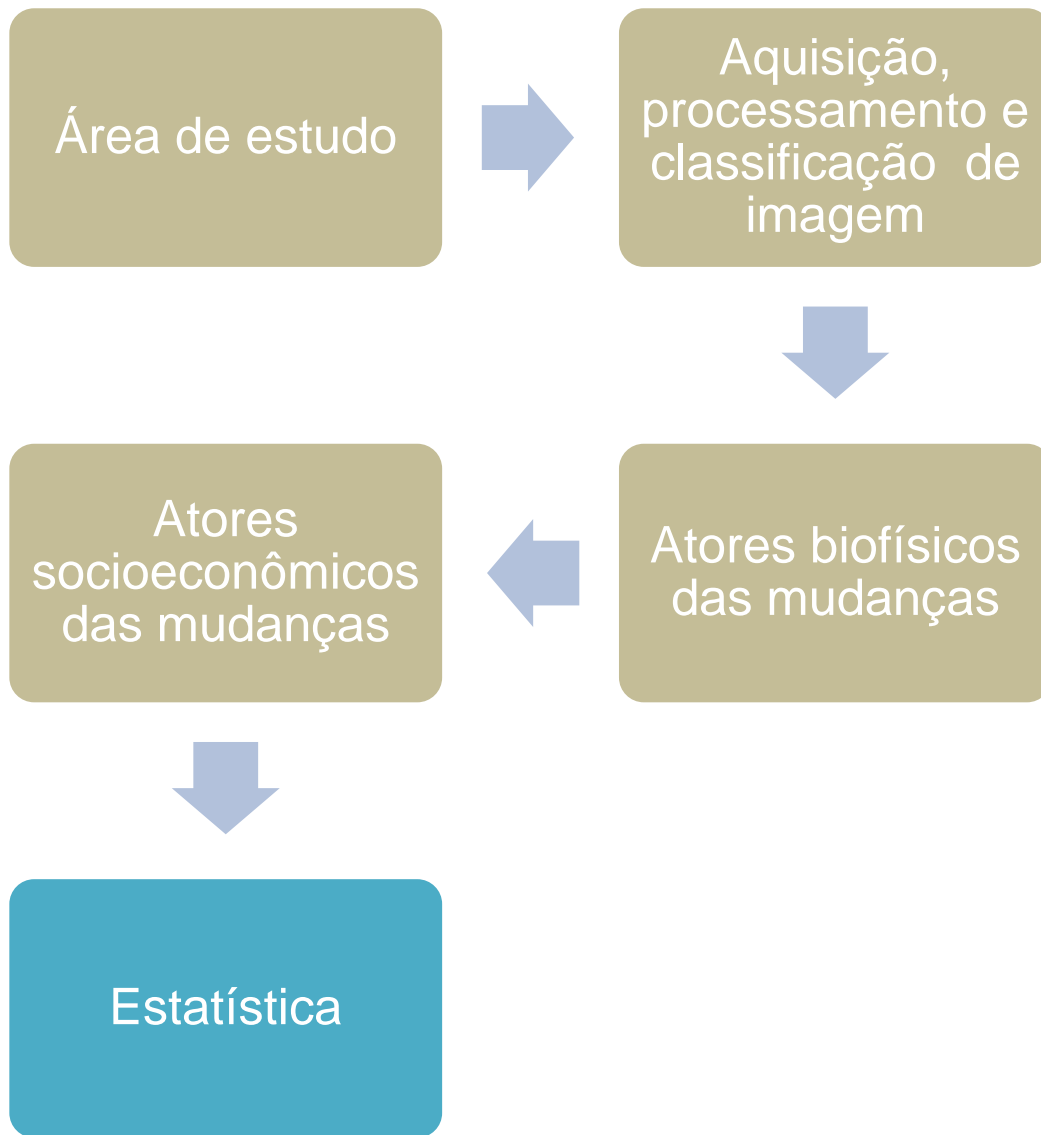 Área de estudo
Aquisição,
processamento e
classificação de
imagem
Atores biofísicos
das mudanças
Atores
socioeconômicos
das mudanças
Estatística